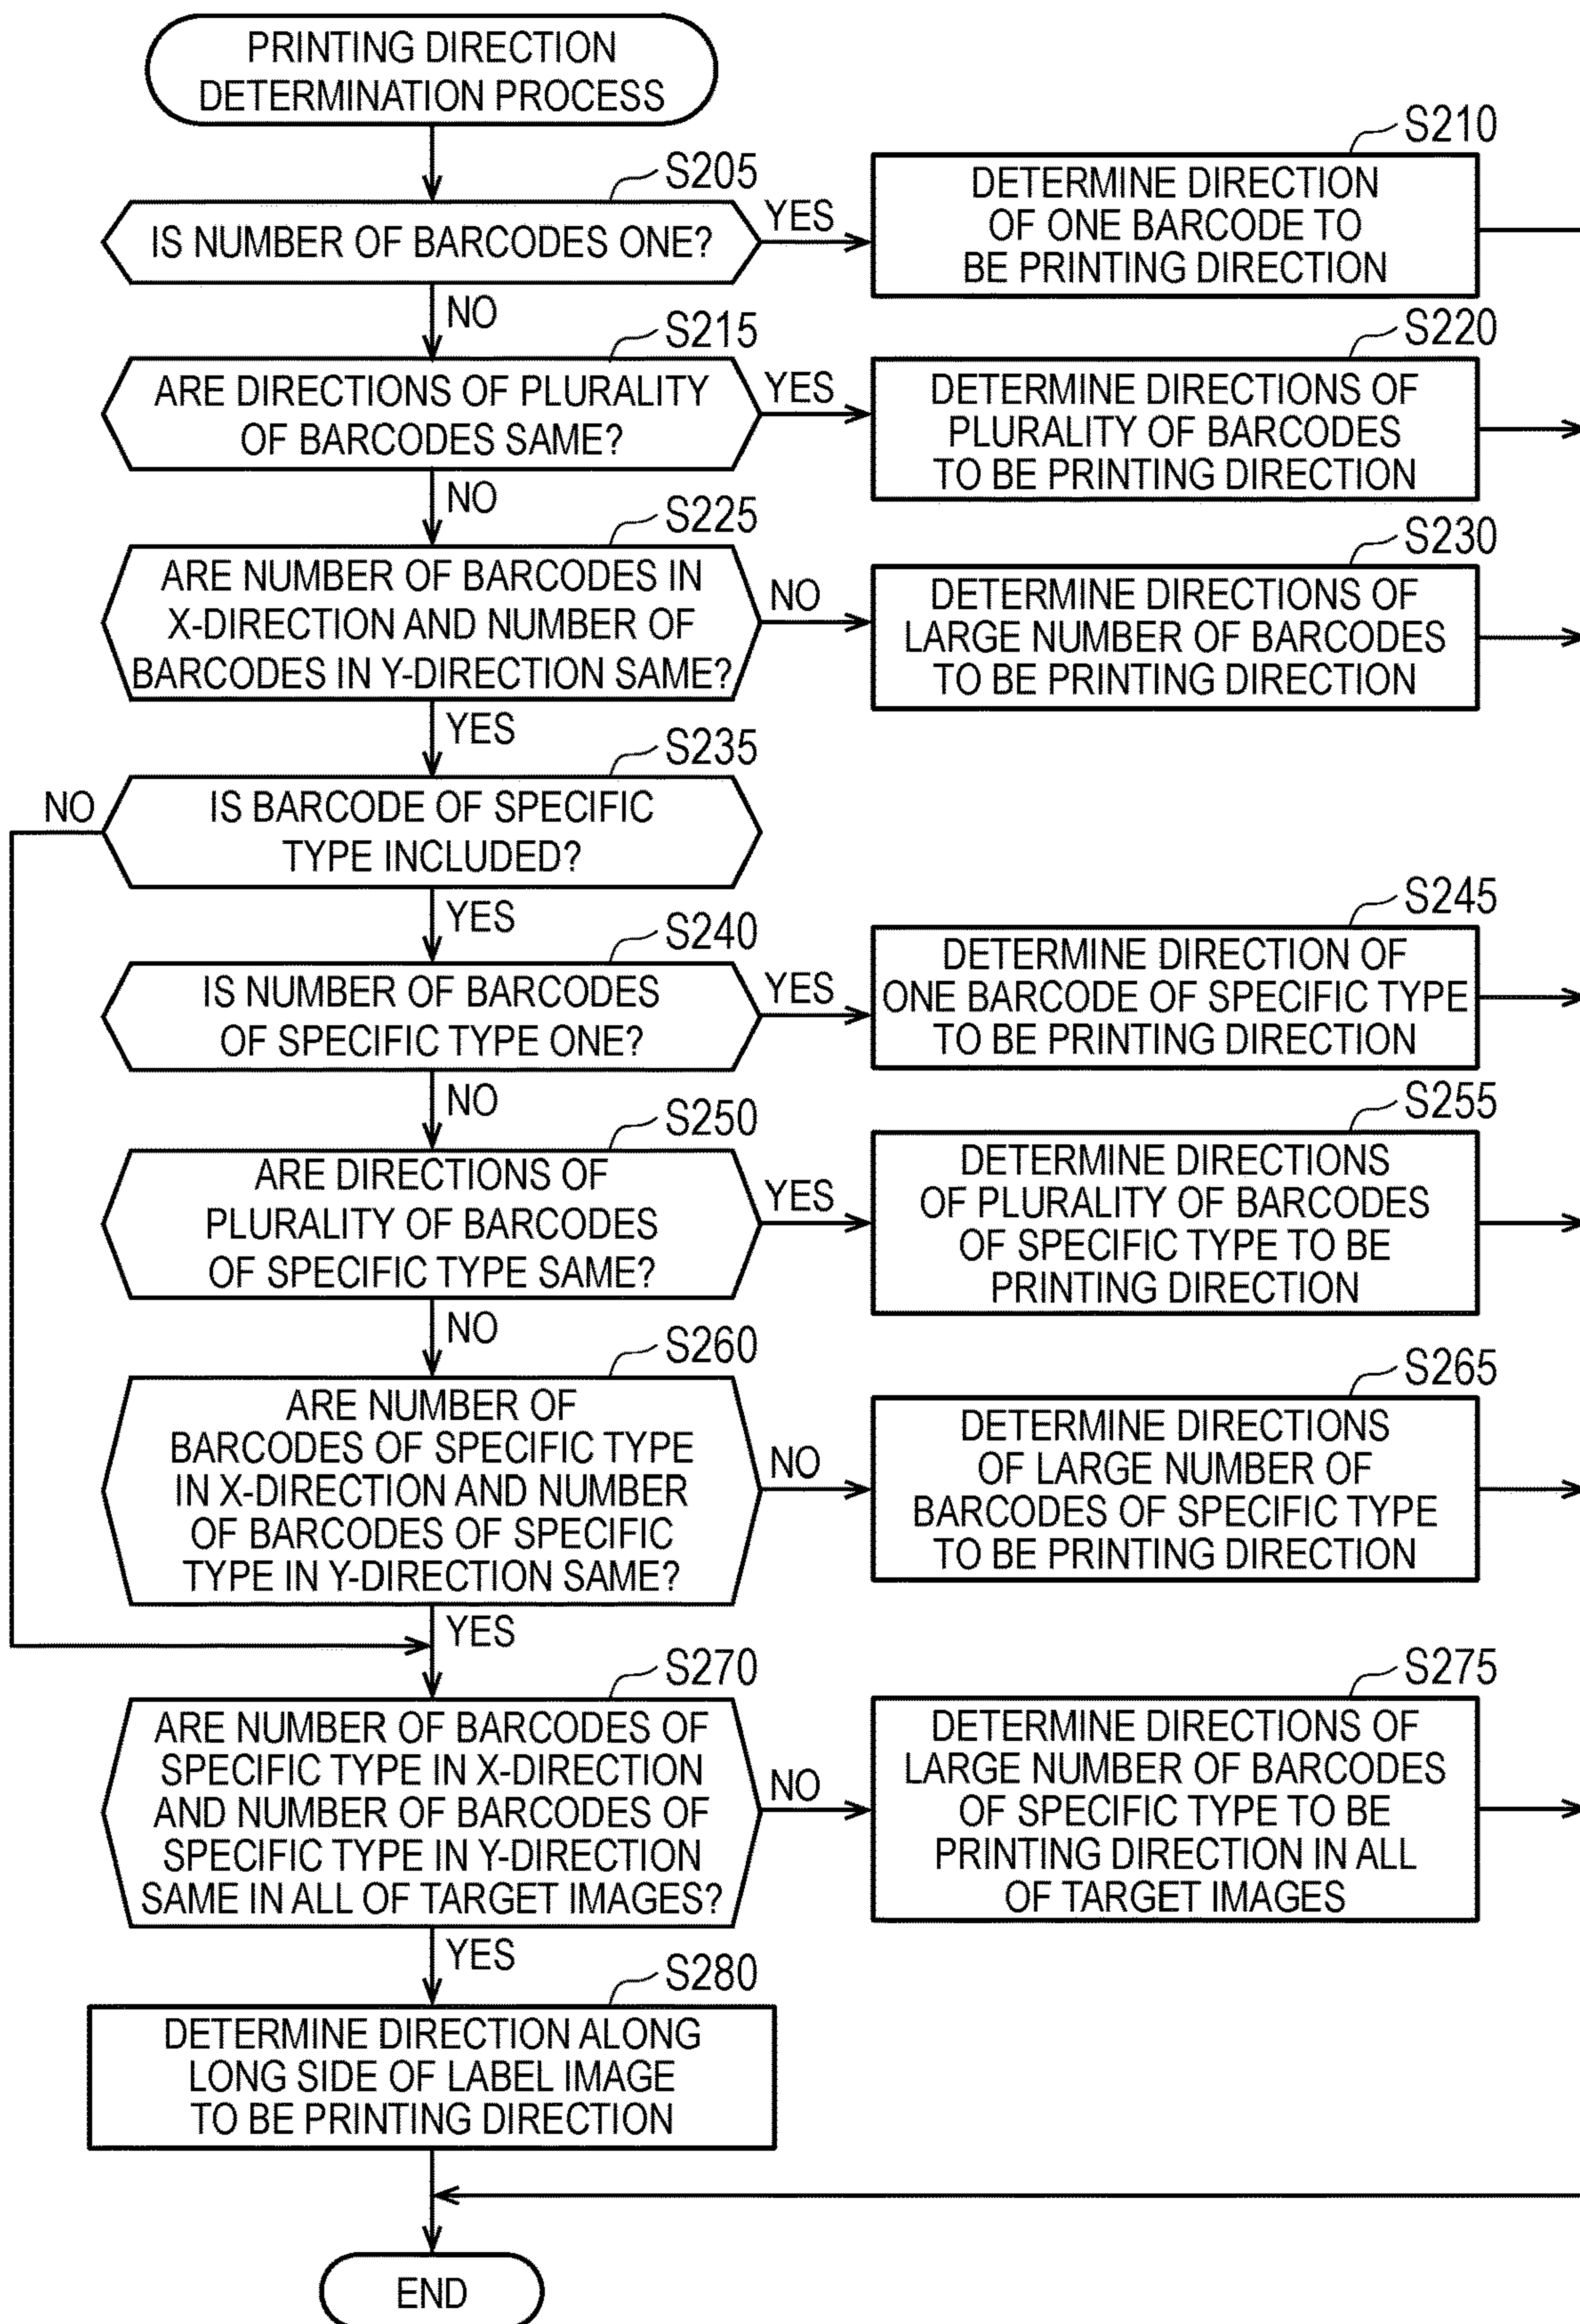 PRINTING DIRECTION
DETERMINATION PROCESS
S205
IS NUMBER OF BARCODES ONE?
YES
S210
DETERMINE DIRECTION
OF ONE BARCODE TO
BE PRINTING DIRECTION
NO
S215
ARE DIRECTIONS OF PLURALITY
OF BARCODES SAME?
YES
S220
DETERMINE DIRECTIONS OF
PLURALITY OF BARCODES
TO BE PRINTING DIRECTION
NO
S225
ARE NUMBER OF BARCODES IN
X-DIRECTION AND NUMBER OF
BARCODES IN Y-DIRECTION SAME?
NO
S230
DETERMINE DIRECTIONS OF
LARGE NUMBER OF BARCODES
TO BE PRINTING DIRECTION
YES
S235
NO
IS BARCODE OF SPECIFIC
TYPE INCLUDED?
YES
S240
IS NUMBER OF BARCODES
OF SPECIFIC TYPE ONE?
YES
S245
DETERMINE DIRECTION OF
ONE BARCODE OF SPECIFIC TYPE
TO BE PRINTING DIRECTION
NO
S250
ARE DIRECTIONS OF
PLURALITY OF BARCODES
OF SPECIFIC TYPE SAME?
YES
S255
DETERMINE DIRECTIONS
OF PLURALITY OF BARCODES
OF SPECIFIC TYPE TO BE
PRINTING DIRECTION
NO
S260
ARE NUMBER OF
BARCODES OF SPECIFIC TYPE
IN X-DIRECTION AND NUMBER
OF BARCODES OF SPECIFIC
TYPE IN Y-DIRECTION SAME?
NO
S265
DETERMINE DIRECTIONS
OF LARGE NUMBER OF
BARCODES OF SPECIFIC TYPE
TO BE PRINTING DIRECTION
YES
S270
ARE NUMBER OF BARCODES OF
SPECIFIC TYPE IN X-DIRECTION
AND NUMBER OF BARCODES OF
SPECIFIC TYPE IN Y-DIRECTION
SAME IN ALL OF TARGET IMAGES?
NO
S275
DETERMINE DIRECTIONS OF
LARGE NUMBER OF BARCODES
OF SPECIFIC TYPE TO BE
PRINTING DIRECTION IN ALL
OF TARGET IMAGES
YES
S280
DETERMINE DIRECTION ALONG
LONG SIDE OF LABEL IMAGE
TO BE PRINTING DIRECTION
END